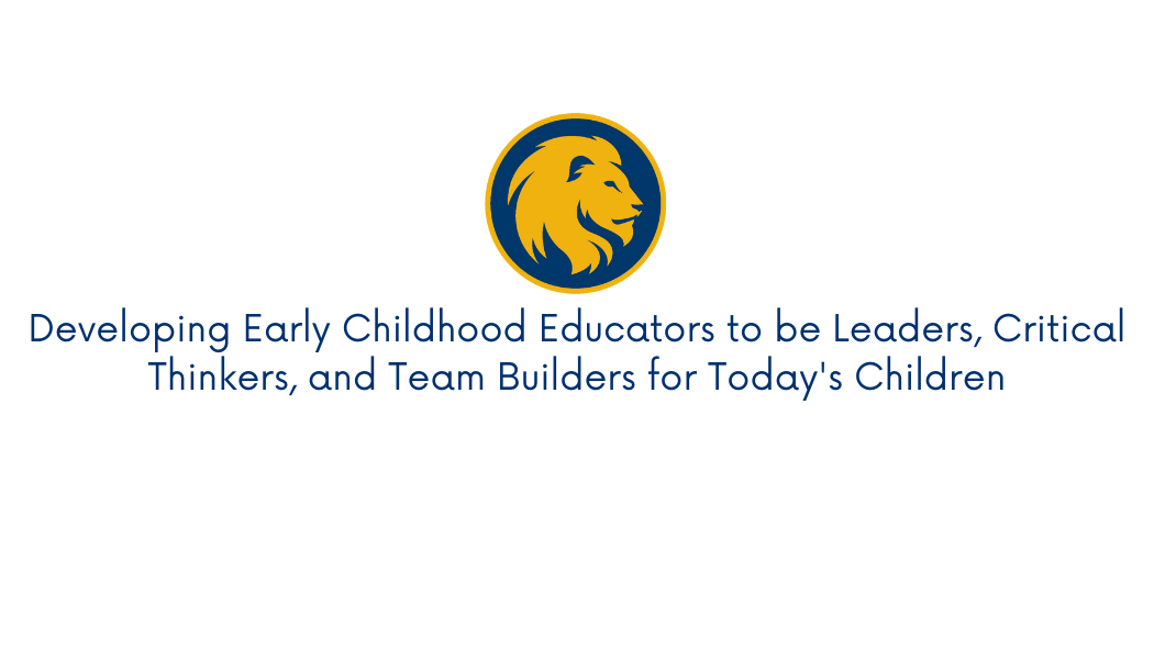 Developing Early Childhood Educators to be Leaders, Critical
Thinkers, and Team Builders for Today's Children